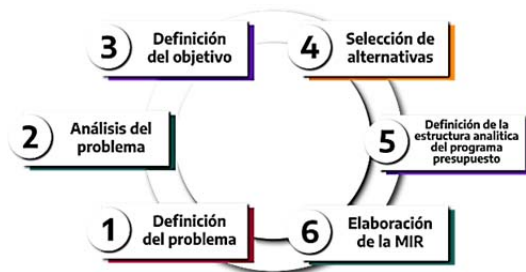 3
Definición
del objetivo
4
Selección de
alternativas
2
Análisis del
problema
5
Definición de la
estructura analitica
del programa
presupuesto
1
Definición
del problema
6
Elaboración
de la MIR